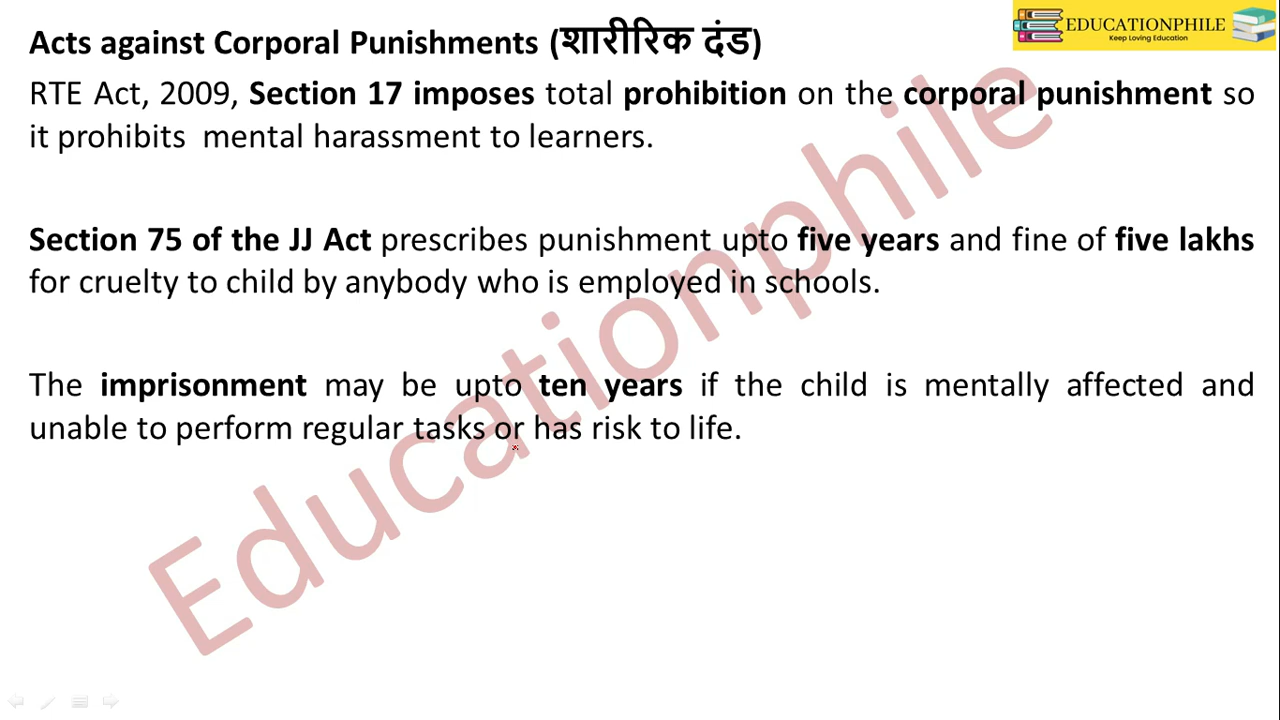 Acts against Corporal Punishments (शारीरिक दंड)
EDUCATIONPHILE
Keep Loving Education
RTE Act, 2009, Section 17 imposes total prohibition on the corporal punishment so
it prohibits mental harassment to learners.
Section 75 of the JJ Act prescribes punishment upto five years and fine of five lakhs
for cruelty to child by anybody who is employed in schools.
The imprisonment may be upto ten years if the child is mentally affected and
unable to perform regular tasks or has risk to life.
Educationphile